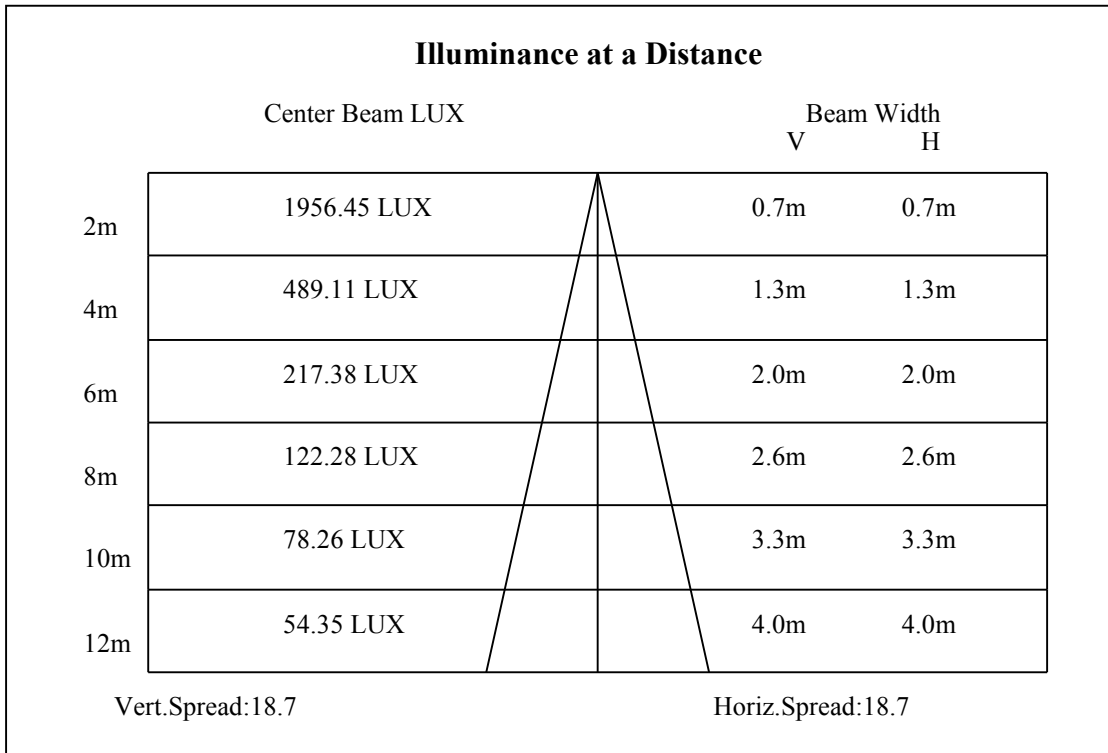 Illuminance at a Distance
Center Beam LUX Beam Width
V H
2m 1956.45 LUX 0.7m 0.7m
4m 489.11 LUX 1.3m 1.3m
6m 217.38 LUX 2.0m 2.0m
8m 122.28 LUX 2.6m 2.6m
10m 78.26 LUX 3.3m 3.3m
12m 54.35 LUX 4.0m 4.0m
Vert.Spread:18.7 Horiz.Spread:18.7